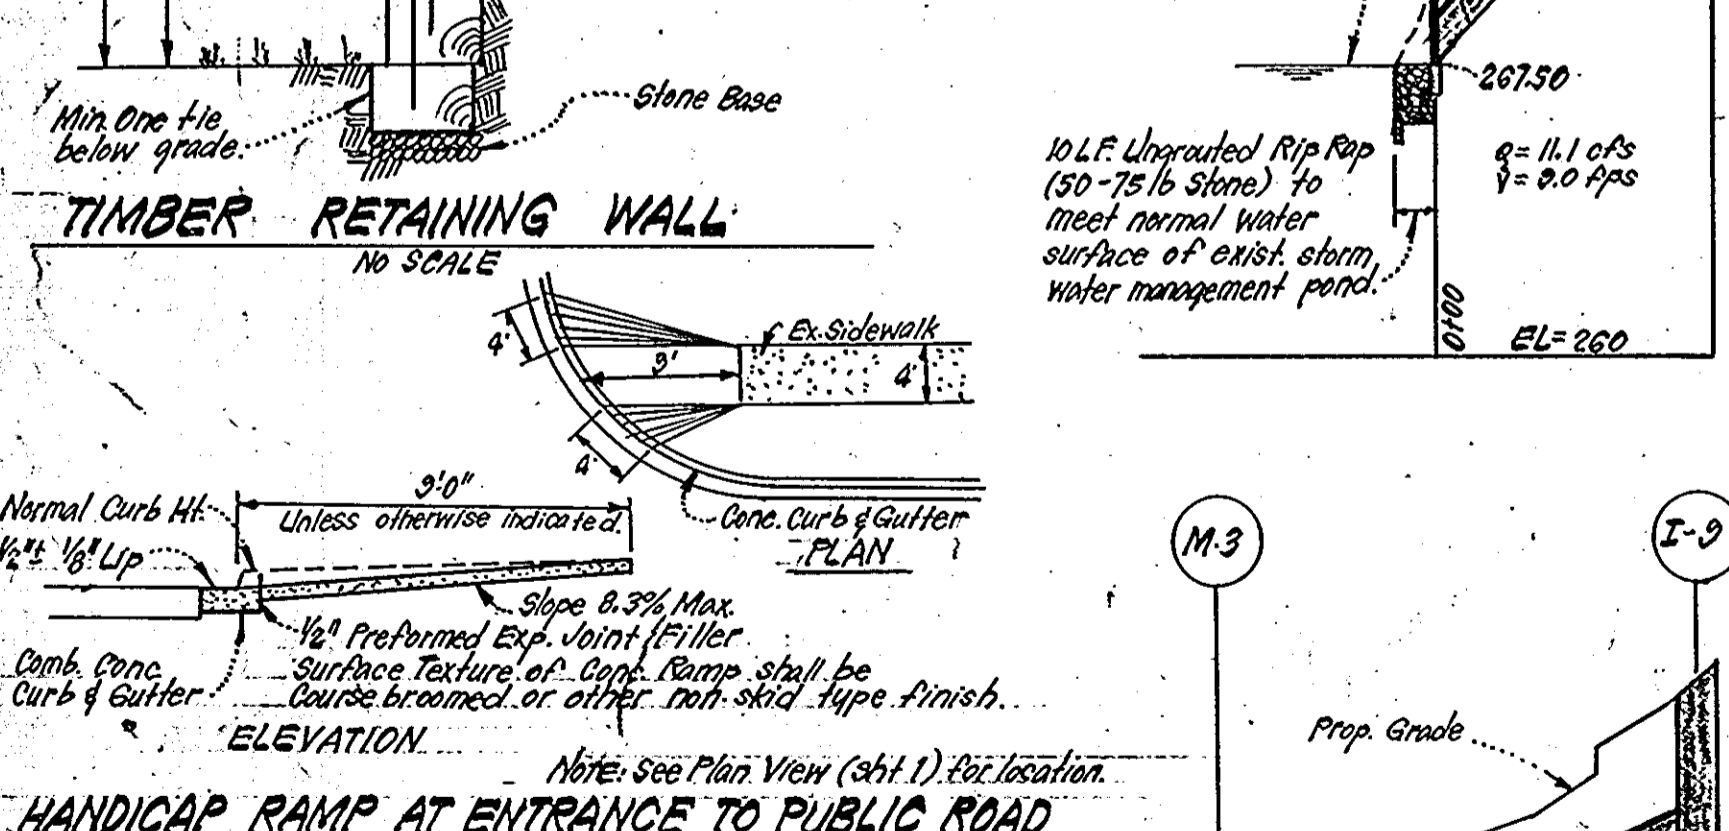 Stone Base
Min. One tie
below grade.
TIMBER RETAINING WALL
NO SCALE
267.50
10 L.F. Ungrouted Rip Rap
(50-75 lb Stone) to
meet normal water
surface of exist. storm
water management pond.
Q = 11.1 cfs
V = 9.0 fps
0+00
EL = 260
4'
Ex. Sidewalk
9'
4'
4'
Conc. Curb & Gutter
PLAN
Normal Curb Ht.
9'-0"
Unless otherwise indicated.
1/2" ± 1/8" Lip
Slope 8.3% Max.
1/2" Preformed Exp. Joint Filler
Surface Texture of Conc. Ramp shall be
Course broomed or other non-skid type finish.
Comb. Conc
Curb & Gutter
ELEVATION
Note: See Plan View (sht 1) for location.
HANDICAP RAMP AT ENTRANCE TO PUBLIC ROAD
M-3
I-9
Prop. Grade